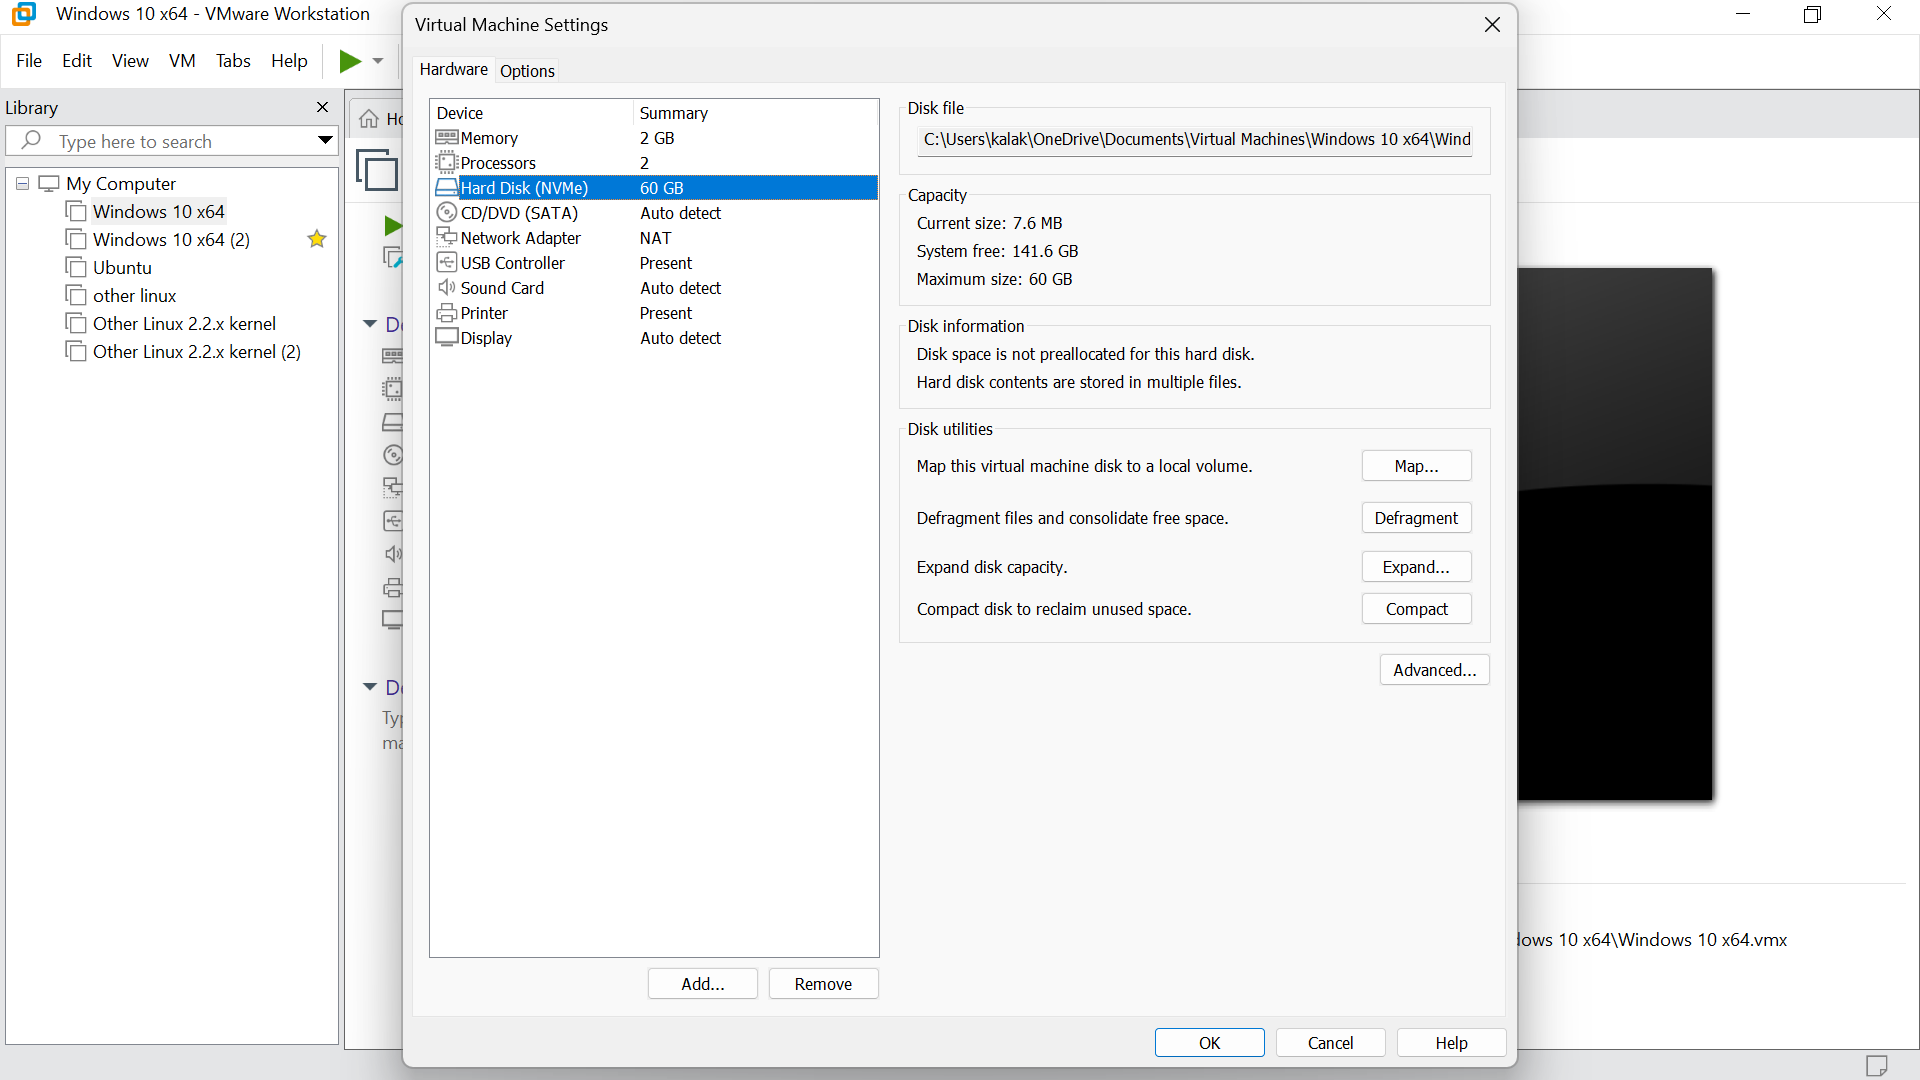 Windows 10 x64 - VMware Workstation
File Edit View VM Tabs Help
Library
Type here to search
My Computer
Windows 10 x64
Windows 10 x64 (2)
Ubuntu
other linux
Other Linux 2.2.x kernel
Other Linux 2.2.x kernel (2)
Virtual Machine Settings
Hardware Options
Device Summary
Memory 2 GB
Processors 2
Hard Disk (NVMe) 60 GB
CD/DVD (SATA) Auto detect
Network Adapter NAT
USB Controller Present
Sound Card Auto detect
Printer Present
Display Auto detect
Add... Remove
Disk file
C:\Users\kalak\OneDrive\Documents\Virtual Machines\Windows 10 x64\Wind
Capacity
Current size: 7.6 MB
System free: 141.6 GB
Maximum size: 60 GB
Disk information
Disk space is not preallocated for this hard disk.
Hard disk contents are stored in multiple files.
Disk utilities
Map this virtual machine disk to a local volume. Map...
Defragment files and consolidate free space. Defragment
Expand disk capacity. Expand...
Compact disk to reclaim unused space. Compact
Advanced...
OK Cancel Help
dows 10 x64\Windows 10 x64.vmx